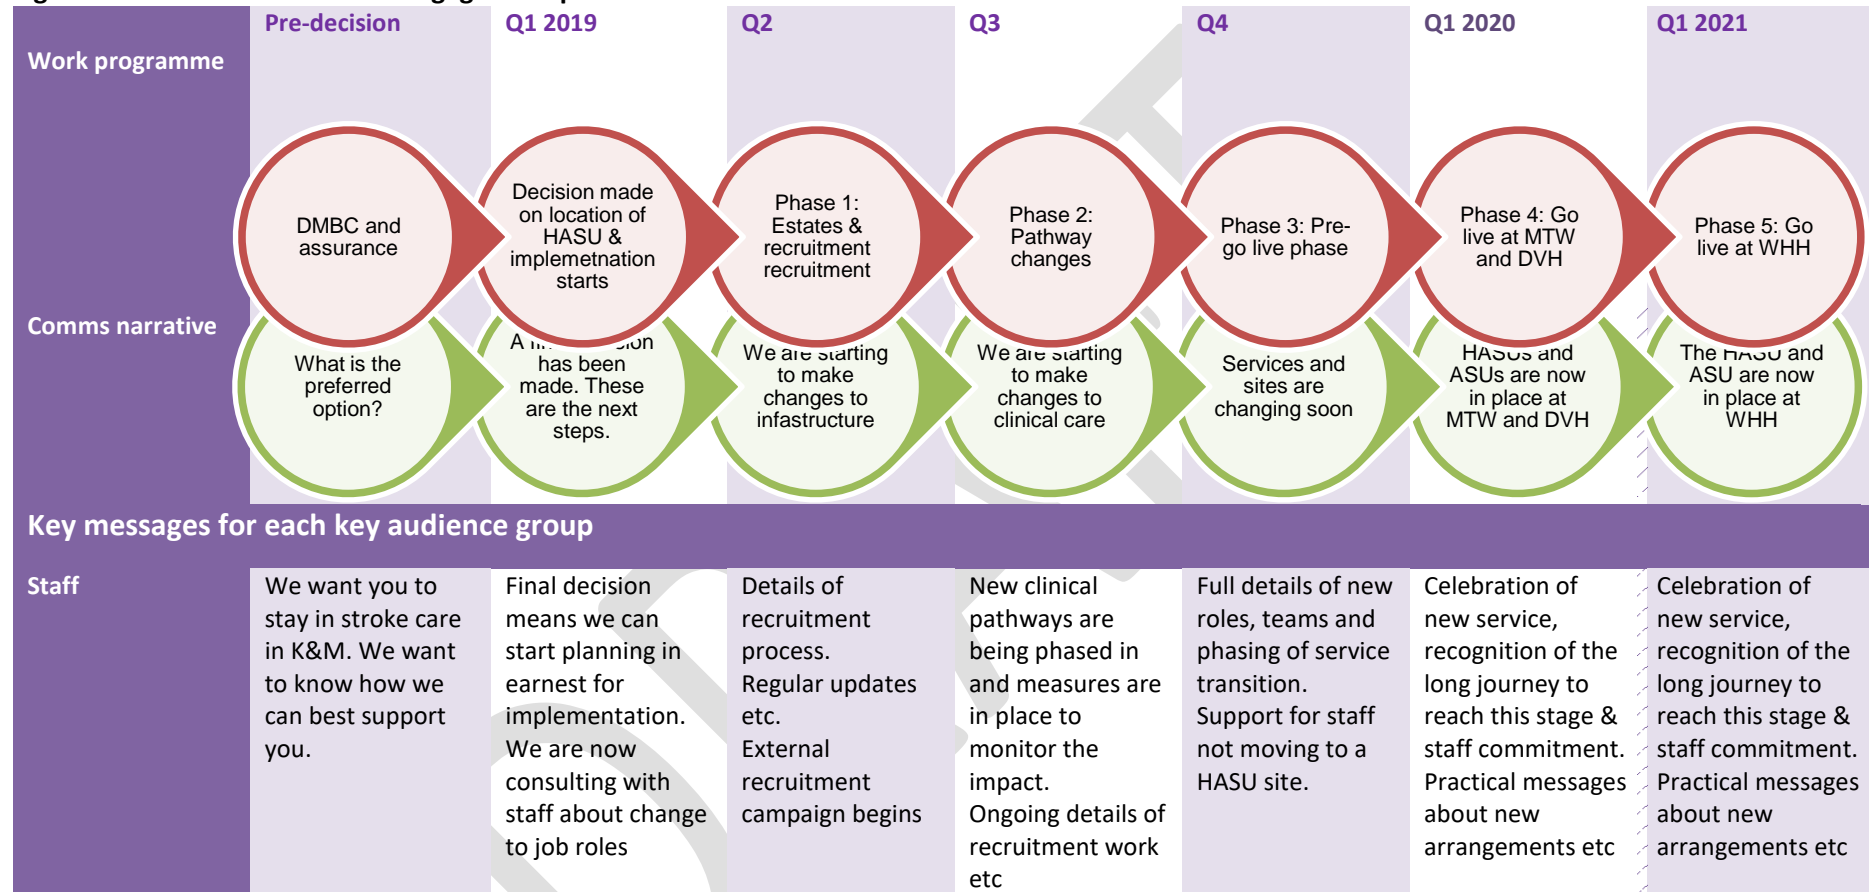 Pre-decision
Q1 2019
Q2
Q3
Q4
Q1 2020
Q1 2021
Work programme
DMBC and
assurance
Decision made
on location of
HASU &
implemetnation
starts
Phase 1:
Estates &
recruitment
recruitment
Phase 2:
Pathway
changes
Phase 3: Pre-
go live phase
Phase 4: Go
live at MTW
and DVH
Phase 5: Go
live at WHH
Comms narrative
What is the
preferred
option?
A
has been
made. These
are the next
steps.
We are starting
to make
changes to
infastructure
We are starting
to make
changes to
clinical care
Services and
sites are
changing soon
HASUs and
ASUs are now
in place at
MTW and DVH
The HASU and
ASU are now
in place at
WHH
Key messages for each key audience group
Staff
We want you to
stay in stroke care
in K&M. We want
to know how we
can best support
you.
Final decision
means we can
start planning in
earnest for
implementation.
We are now
consulting with
staff about change
to job roles
Details of
recruitment
process.
Regular updates
etc.
External
recruitment
campaign begins
New clinical
pathways are
being phased in
and measures are
in place to
monitor the
impact.
Ongoing details of
recruitment work
etc
Full details of new
roles, teams and
phasing of service
transition.
Support for staff
not moving to a
HASU site.
Celebration of
new service,
recognition of the
long journey to
reach this stage &
staff commitment.
Practical messages
about new
arrangements etc
Celebration of
new service,
recognition of the
long journey to
reach this stage &
staff commitment.
Practical messages
about new
arrangements etc